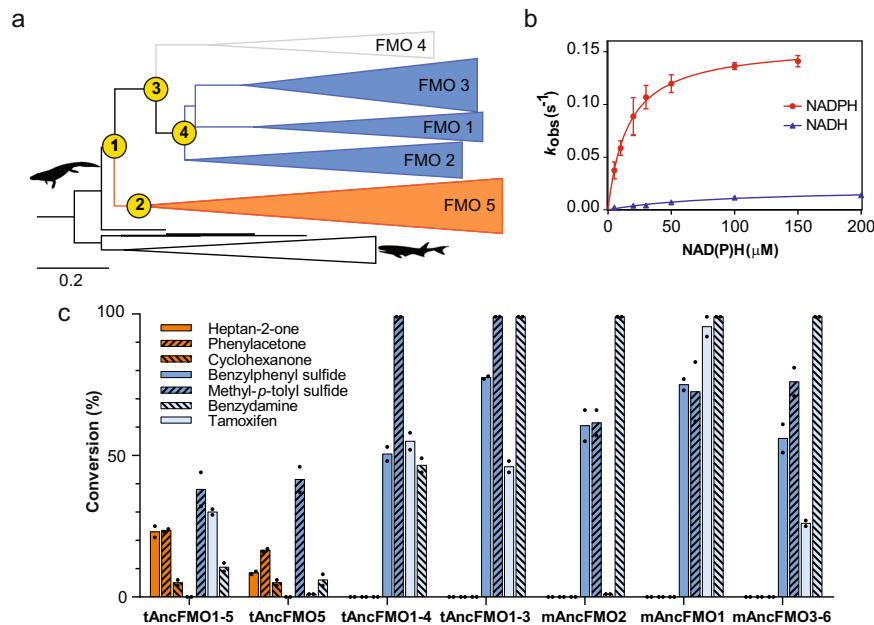 a
FMO 4
3
FMO 3
4
FMO 1
1
FMO 2
2
FMO 5
0.2
b
0.15
0.10
0.05
0.00
kobs(s-1)
NADPH
NADH
0
50
100
150
200
NAD(P)H(μM)
c
100
50
0
Conversion (%)
Heptan-2-one
Phenylacetone
Cyclohexanone
Benzylphenyl sulfide
Methyl-p-tolyl sulfide
Benzydamine
Tamoxifen
tAncFMO1-5
tAncFMO5
tAncFMO1-4
tAncFMO1-3
mAncFMO2
mAncFMO1
mAncFMO3-6